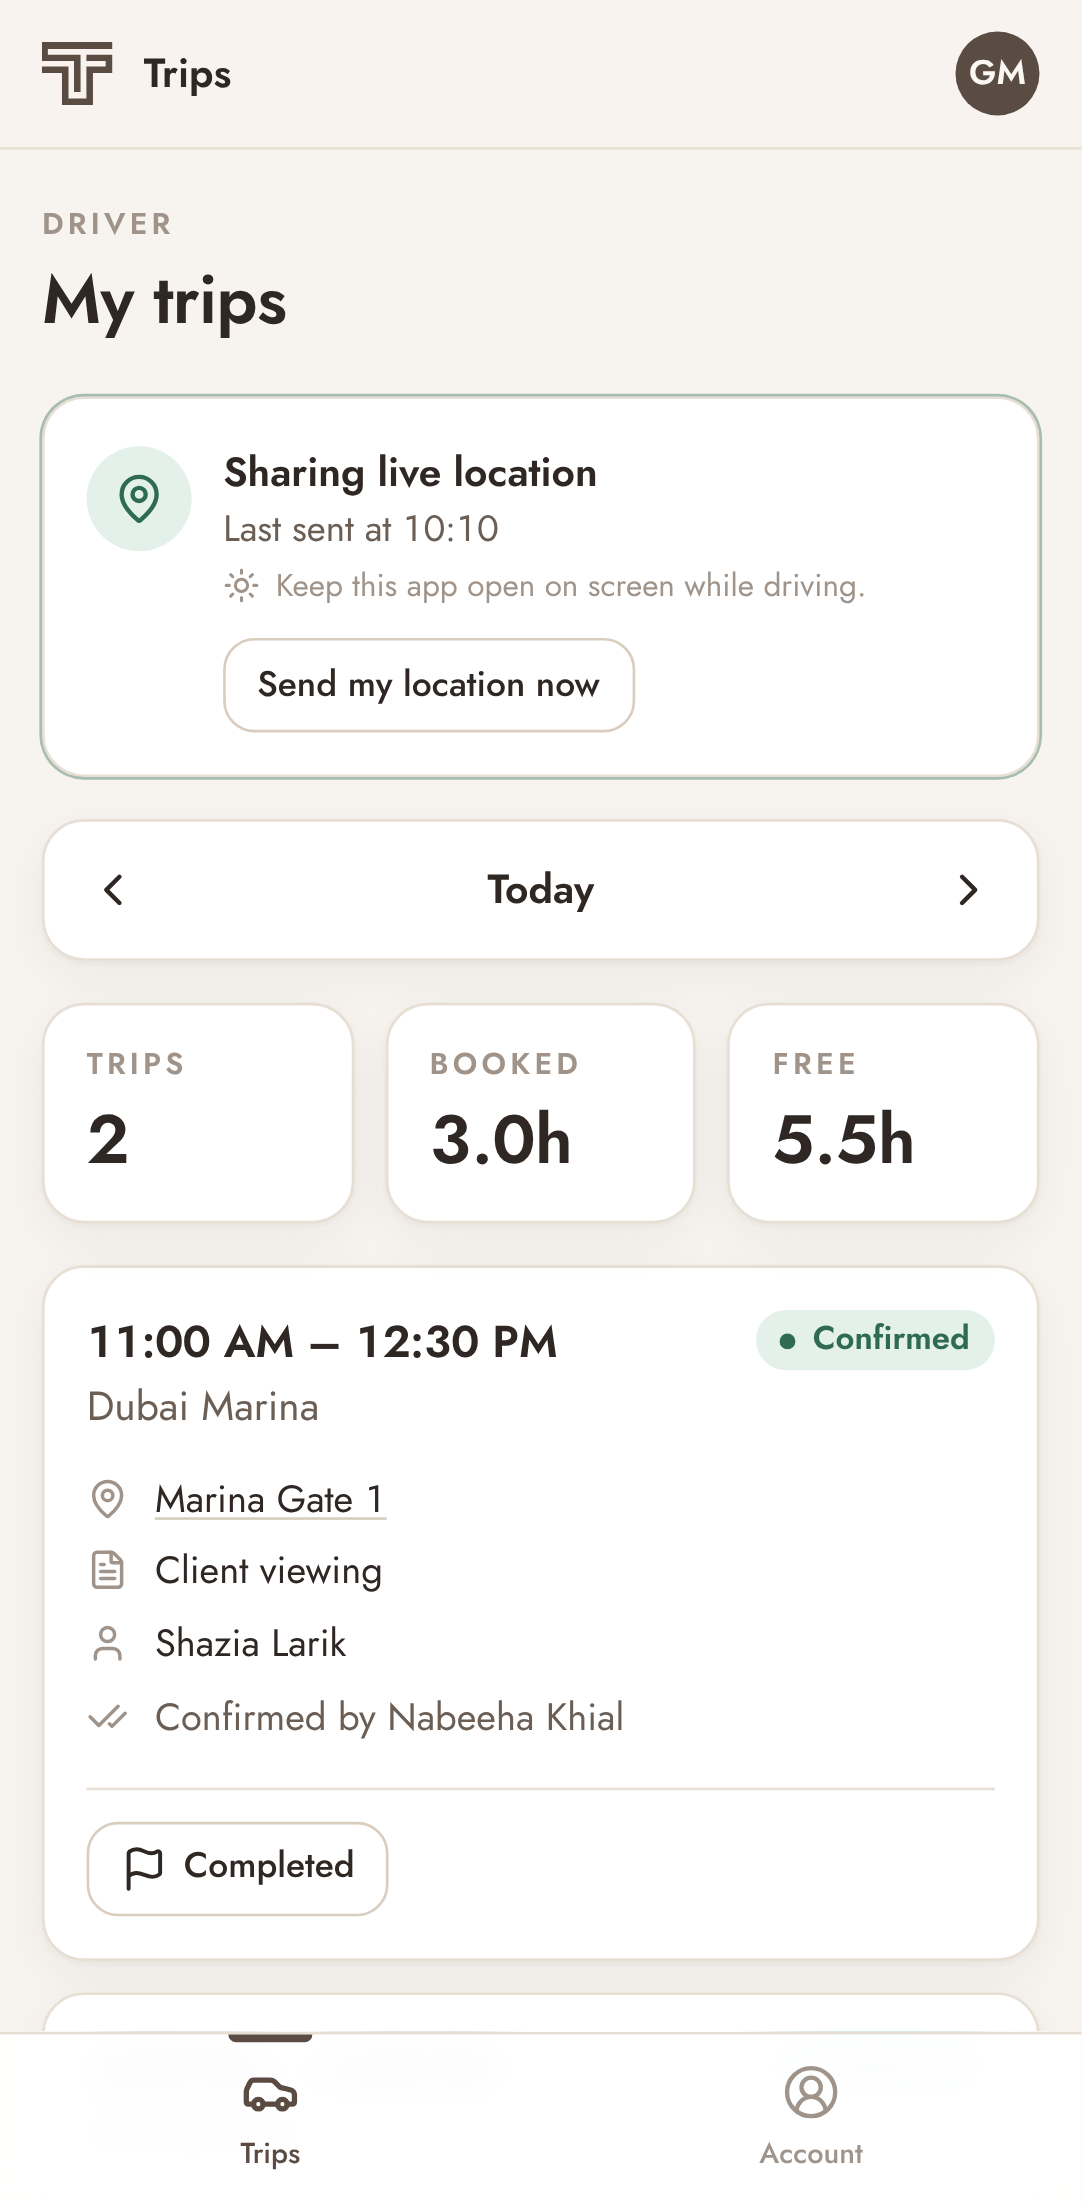 Trips
GM
DRIVER
My trips
Sharing live location
Last sent at 10:10
Keep this app open on screen while driving.
Send my location now
Today
TRIPS
2
BOOKED
3.0h
FREE
5.5h
11:00 AM – 12:30 PM
Confirmed
Dubai Marina
Marina Gate 1
Client viewing
Shazia Larik
Confirmed by Nabeeha Khial
Completed
Trips
Account